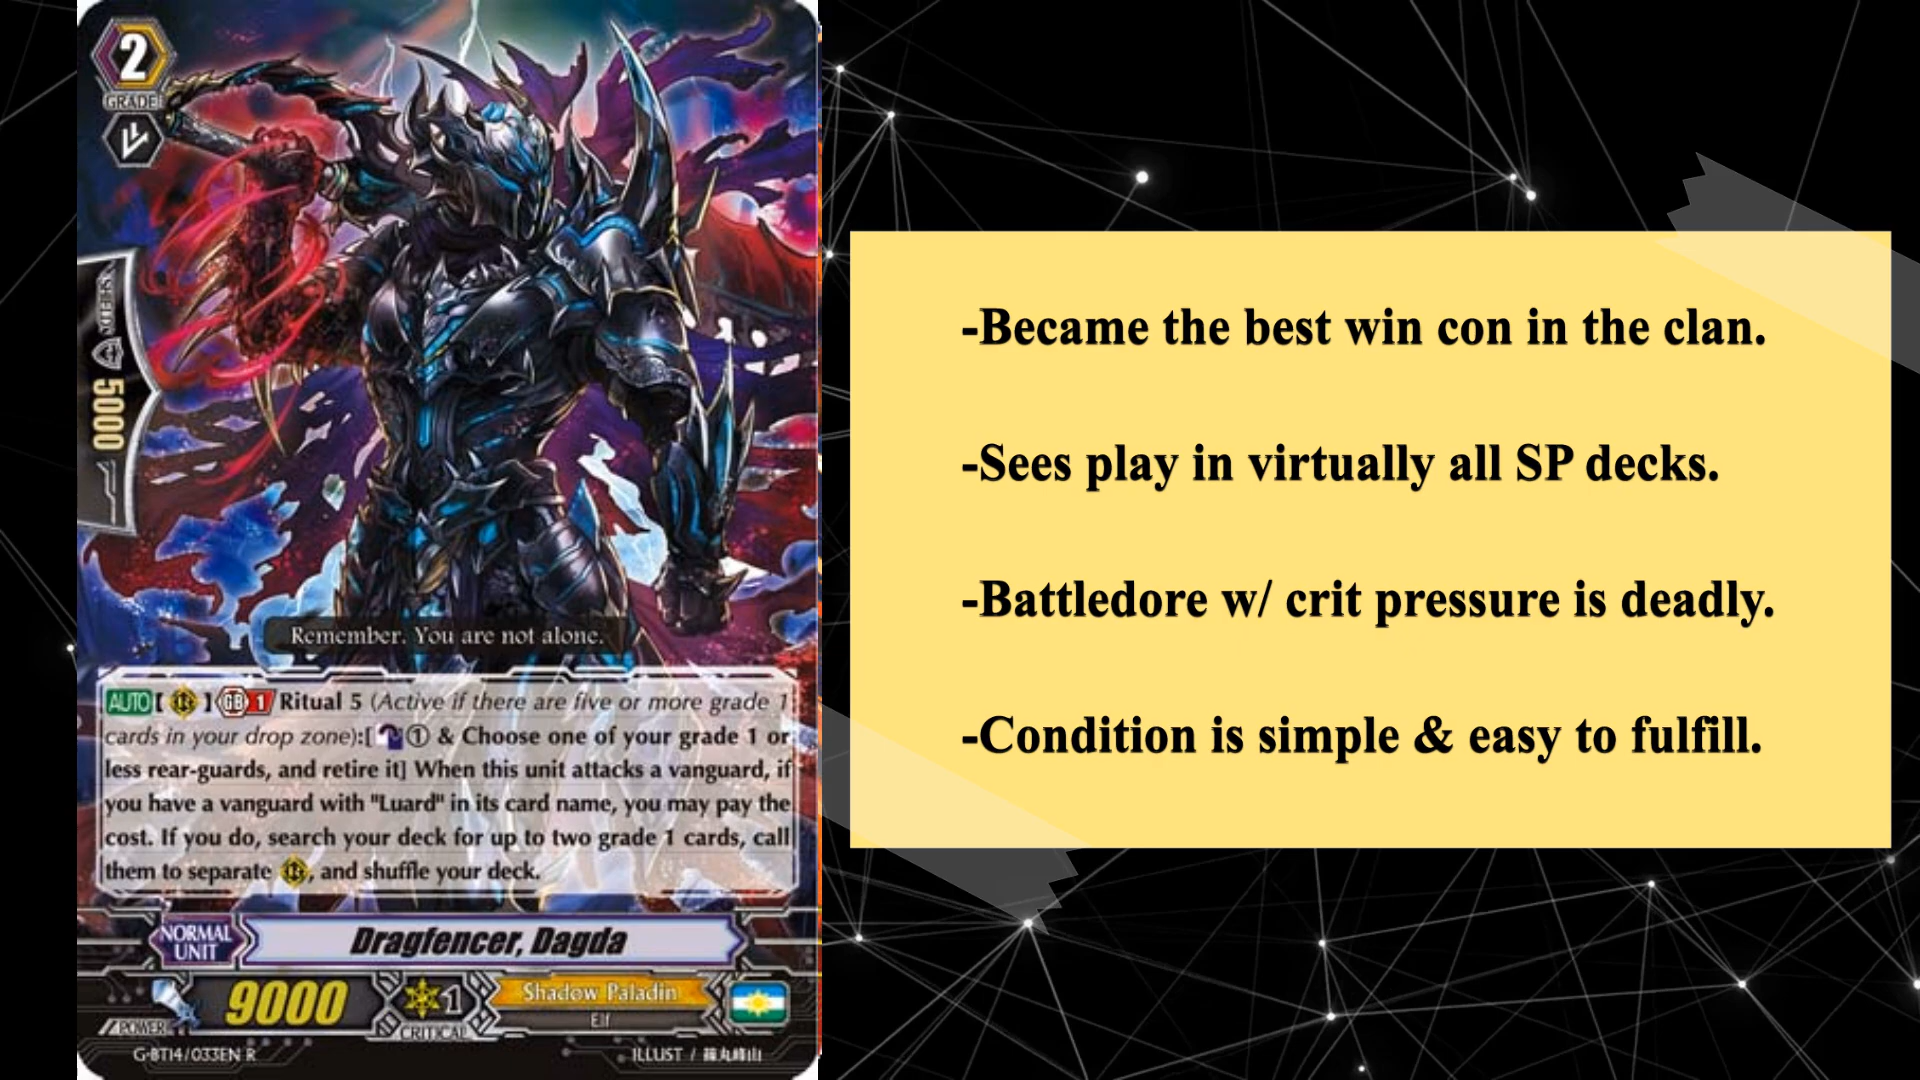 2
GRADE
SHIELD
5000
Remember. You are not alone.
AUTO [ ] GB 1 Ritual 5 (Active if there are five or more grade 1
cards in your drop zone):[ ① & Choose one of your grade 1 or
less rear-guards, and retire it] When this unit attacks a vanguard, if
you have a vanguard with "Luard" in its card name, you may pay the
cost. If you do, search your deck for up to two grade 1 cards, call
them to separate , and shuffle your deck.
NORMAL
UNIT
Dragfencer, Dagda
POWER
9000
1
CRITICAL
Shadow Paladin
Elf
G-BT14/033EN R
ILLUST /
-Became the best win con in the clan.
-Sees play in virtually all SP decks.
-Battledore w/ crit pressure is deadly.
-Condition is simple & easy to fulfill.